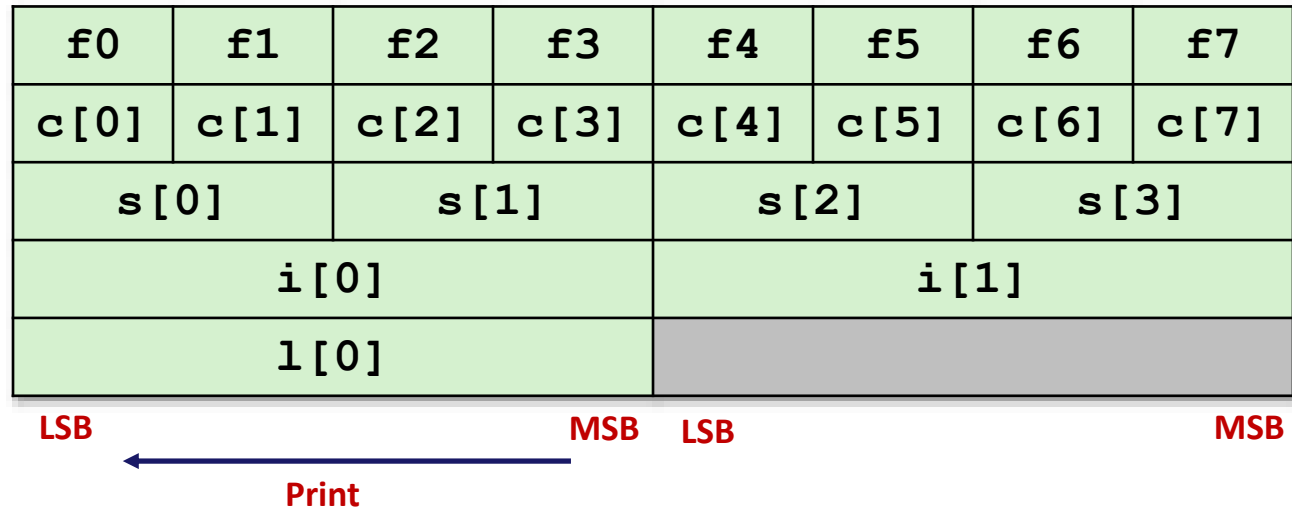 f0 f1 f2 f3 f4 f5 f6 f7
c[0] c[1] c[2] c[3] c[4] c[5] c[6] c[7]
s[0] s[1] s[2] s[3]
i[0] i[1]
l[0]
LSB MSB LSB MSB
Print